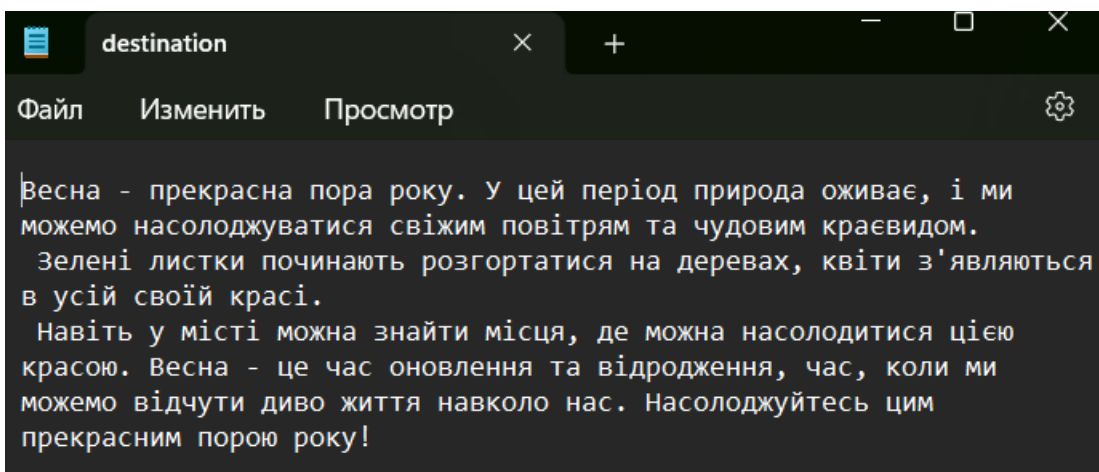 destination
Файл Изменить Просмотр
Весна - прекрасна пора року. У цей період природа оживає, і ми
можемо насолоджуватися свіжим повітрям та чудовим краєвидом.
Зелені листки починають розгортатися на деревах, квіти з'являються
в усій своїй красі.
Навіть у місті можна знайти місця, де можна насолодитися цією
красою. Весна - це час оновлення та відродження, час, коли ми
можемо відчути диво життя навколо нас. Насолоджуйтесь цим
прекрасним порою року!